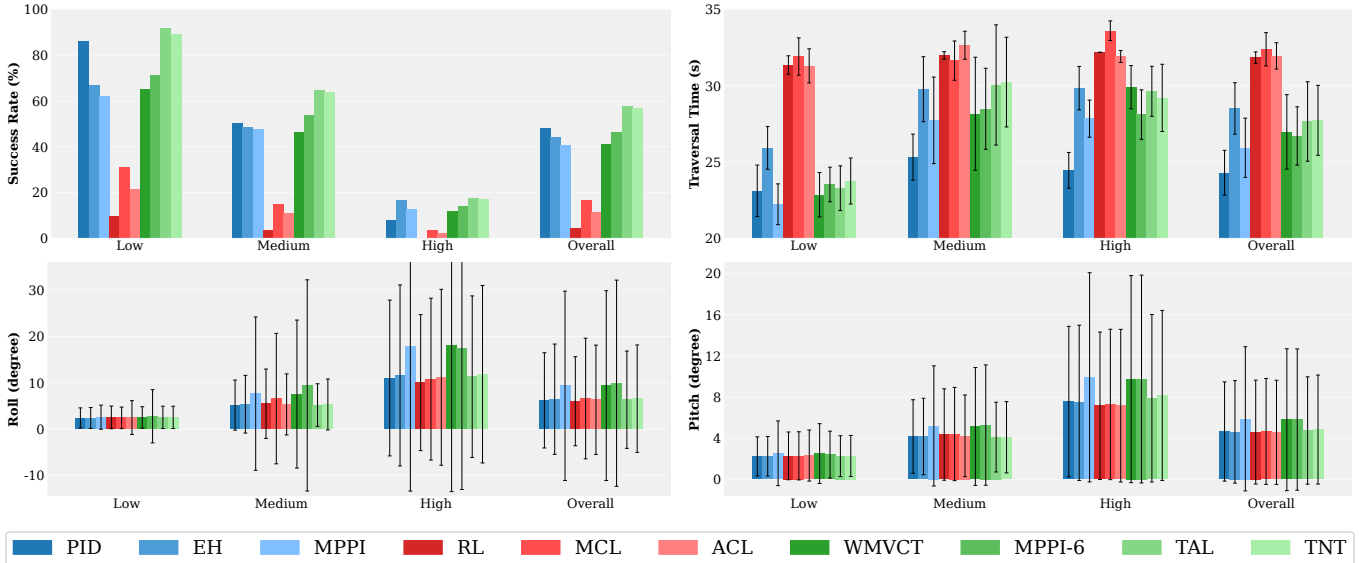 Success Rate (%)
100
80
60
40
20
0
Low Medium High Overall
Traversal Time (s)
35
30
25
20
Low Medium High Overall
Roll (degree)
30
20
10
0
-10
Low Medium High Overall
Pitch (degree)
20
16
12
8
4
0
Low Medium High Overall
PID EH MPPI RL MCL ACL WMVCT MPPI-6 TAL TNT